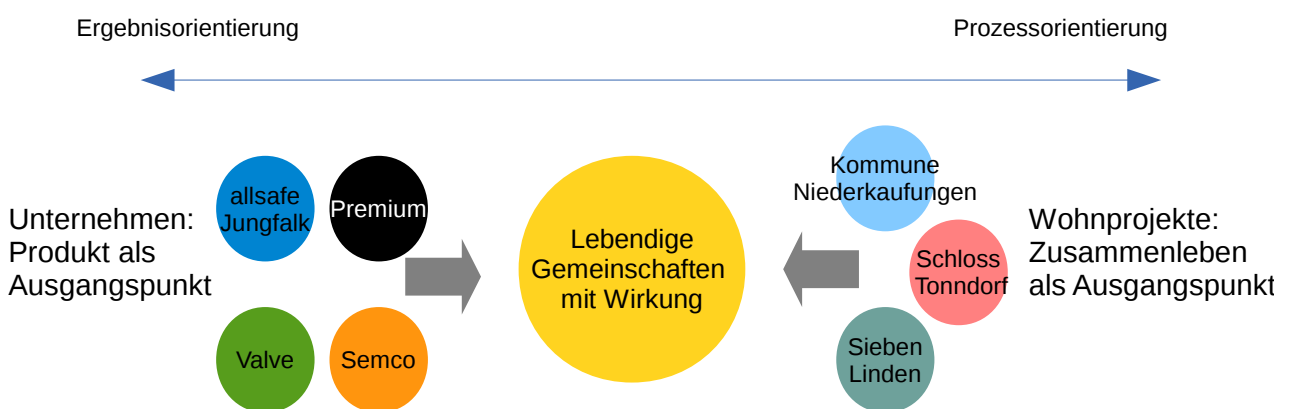 Ergebnisorientierung
Prozessorientierung
Unternehmen:
Produkt als
Ausgangspunkt
allsafe
Jungfalk
Premium
Valve
Semco
Lebendige
Gemeinschaften
mit Wirkung
Kommune
Niederkaufungen
Schloss
Tonndorf
Sieben
Linden
Wohnprojekte:
Zusammenleben
als Ausgangspunkt